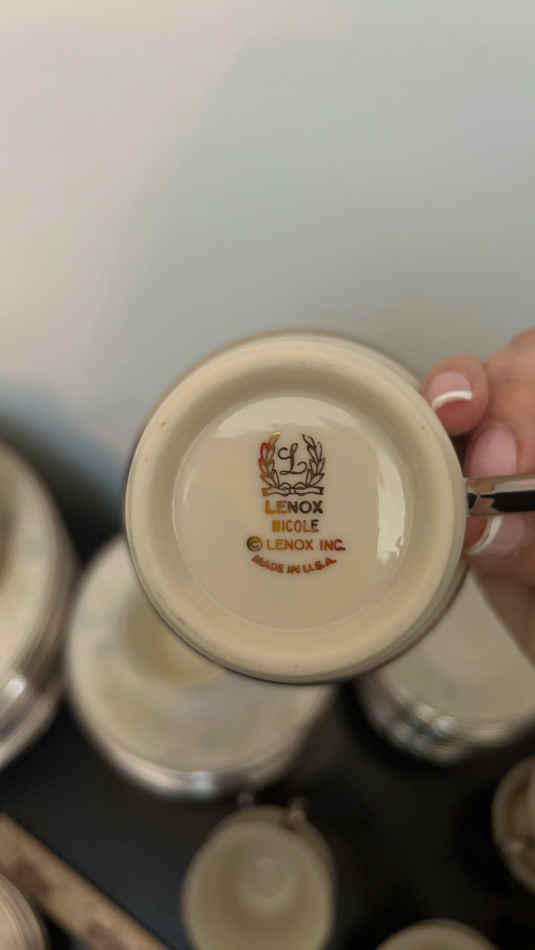 L
LENOX
NICOLE
© LENOX INC.
MADE IN U.S.A.